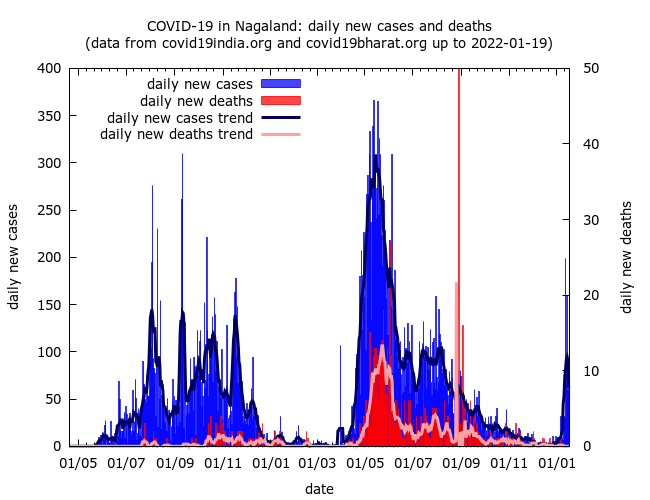 COVID-19 in Nagaland: daily new cases and deaths
(data from covid19india.org and covid19bharat.org up to 2022-01-19)
daily new cases
daily new deaths
daily new cases trend
daily new deaths trend
400
350
300
250
200
150
100
50
0
50
40
30
20
10
0
daily new cases
daily new deaths
01/05 01/07 01/09 01/11 01/01 01/03 01/05 01/07 01/09 01/11 01/01
date